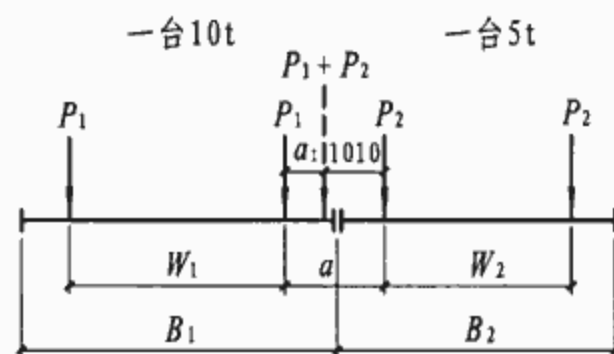 一台10t 一台5t
P₁ + P₂
P₁ P₁ P₂ P₂
a₁ 1010
W₁ a W₂
B₁ B₂